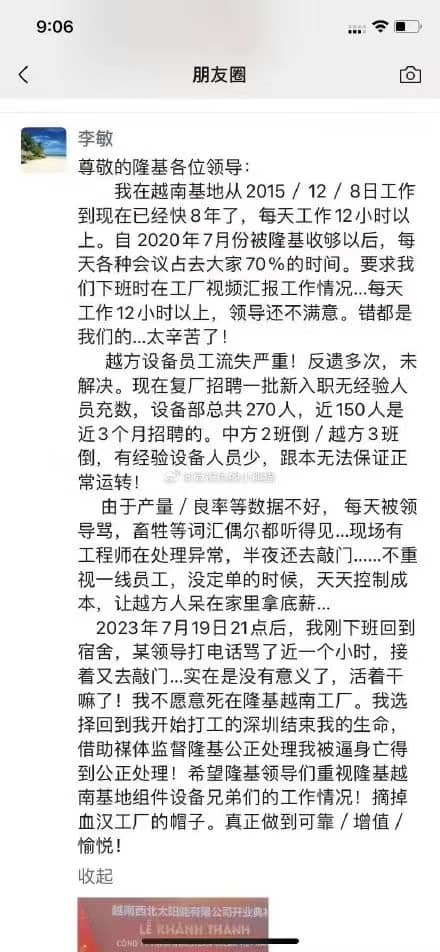 9:06
朋友圈
李敏
尊敬的隆基各位领导：
我在越南基地从2015 / 12 / 8日工作
到现在已经快8年了，每天工作12小时以
上。自 2020年7月份被隆基收够以后，每
天各种会议占去大家70%的时间。要求我
们下班时在工厂视频汇报工作情况...每天
工作12小时以上，领导还不满意。错都是
我们的...太辛苦了！
越方设备员工流失严重！反遗多次，未
解决。现在复厂招聘一批新入职无经验人
员充数，设备部总共270人，近150人是
近3个月招聘的。中方2班倒 / 越方3班
倒，有经验设备人员少，跟本无法保证正
常运转！
由于产量 / 良率等数据不好， 每天被领
导骂，畜牲等词汇偶尔都听得见...现场有
工程师在处理异常，半夜还去敲门......不重
视一线员工，没定单的时候，天天控制成
本，让越方人呆在家里拿底薪...
2023年7月19日21点后，我刚下班回到
宿舍，某领导打电话骂了近一个小时，接
着又去敲门...实在是没有意义了，活着干
嘛了！我不愿意死在隆基越南工厂。我选
择回到我开始打工的深圳结束我的生命，
借助媒体监督隆基公正处理我被逼身亡得
到公正处理！希望隆基领导们重视隆基越
南基地组件设备兄弟们的工作情况！摘掉
血汉工厂的帽子。真正做到可靠 / 增值 /
愉悦！
收起
越南西北太阳能有限公司开业典礼
LỄ KHÁNH THÀNH